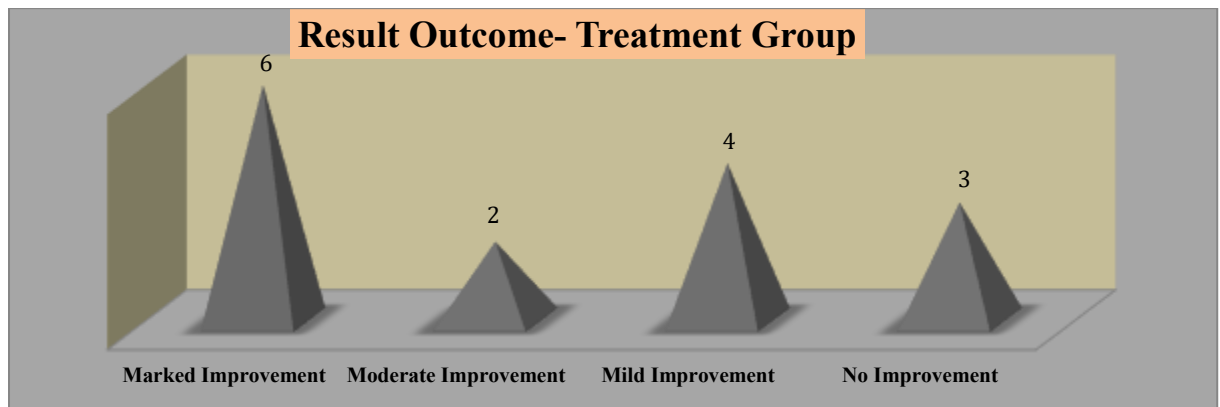 Result Outcome- Treatment Group
6
2
4
3
Marked Improvement
Moderate Improvement
Mild Improvement
No Improvement